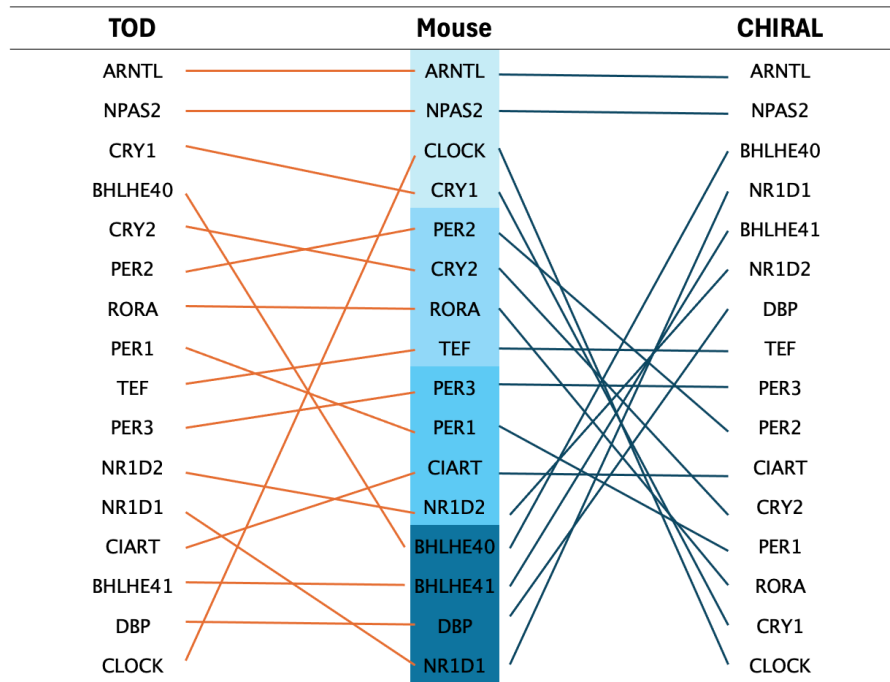 TOD Mouse CHIRAL
ARNTL ARNTL ARNTL
NPAS2 NPAS2 NPAS2
CRY1 CLOCK BHLHE40
BHLHE40 CRY1 NR1D1
CRY2 PER2 BHLHE41
PER2 CRY2 NR1D2
RORA RORA DBP
PER1 TEF TEF
TEF PER3 PER3
PER3 PER1 PER2
NR1D2 CIART CIART
NR1D1 NR1D2 CRY2
CIART BHLHE40 PER1
BHLHE41 BHLHE41 RORA
DBP DBP CRY1
CLOCK NR1D1 CLOCK